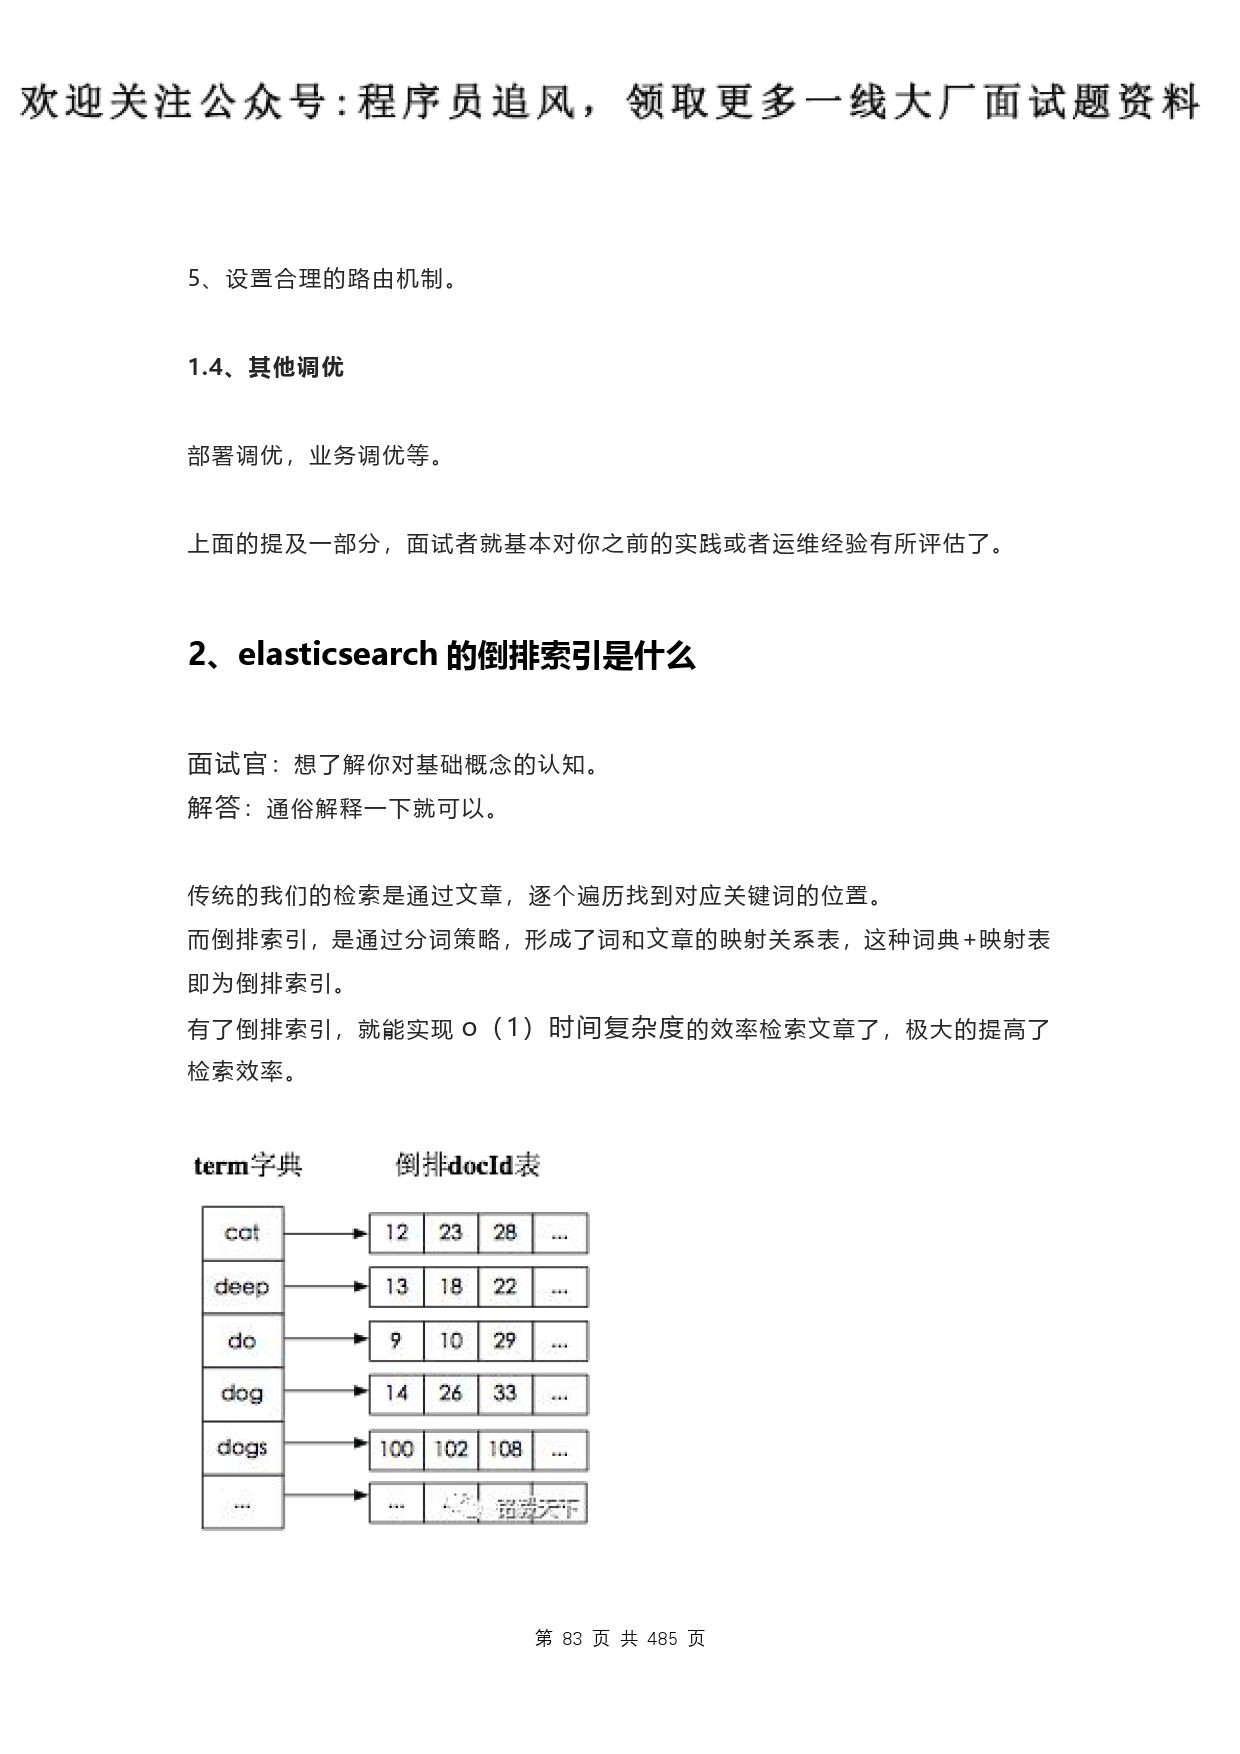 欢迎关注公众号:程序员追风，领取更多一线大厂面试题资料
5、设置合理的路由机制。
1.4、其他调优
部署调优，业务调优等。
上面的提及一部分，面试者就基本对你之前的实践或者运维经验有所评估了。
2、elasticsearch 的倒排索引是什么
面试官：想了解你对基础概念的认知。
解答：通俗解释一下就可以。
传统的我们的检索是通过文章，逐个遍历找到对应关键词的位置。
而倒排索引，是通过分词策略，形成了词和文章的映射关系表，这种词典+映射表
即为倒排索引。
有了倒排索引，就能实现 o（1）时间复杂度的效率检索文章了，极大的提高了
检索效率。
term字典 倒排docId表
cat 12 23 28 ...
deep 13 18 22 ...
do 9 10 29 ...
dog 14 26 33 ...
dogs 100 102 108 ...
... ...
第 83 页 共 485 页